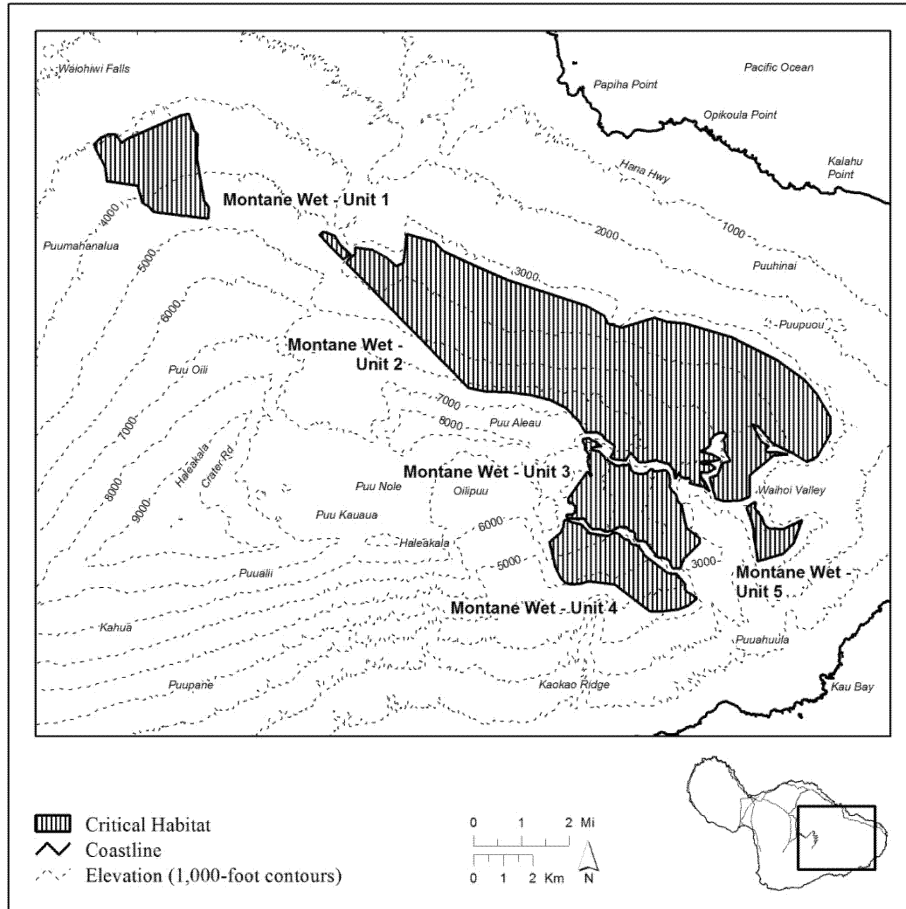 Waiohiwi Falls
Papiha Point
Pacific Ocean
Opikoula Point
Kalahu
Point
Hana Hwy
Montane Wet - Unit 1
4000
1000
2000
Puumahanalua
5000
3000
Puuhinai
6000
Puupuou
Montane Wet -
Unit 2
Puu Oili
7000
7000
8000
Puu Aleau
Haleakala
Crater Rd
8000
9000
Montane Wet - Unit 3
Puu Nole
Oilipuu
Waihoi Valley
Puu Kauaua
6000
Haleakala
5000
3000
Puualii
Montane Wet -
Unit 5
Montane Wet - Unit 4
Kahua
Puuahuula
Puupane
Kaokao Ridge
Kau Bay
Critical Habitat
Coastline
Elevation (1,000-foot contours)
0 1 2 Mi
0 1 2 Km
N